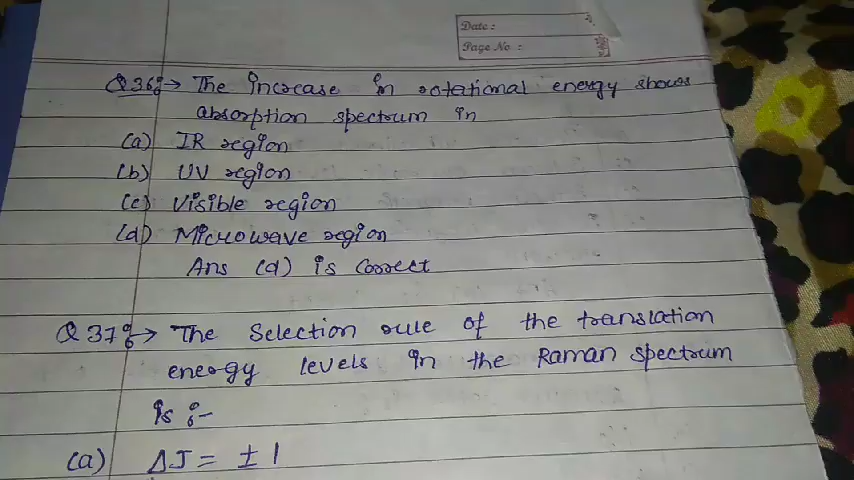 Date:
Page No:
Q 36:→ The increase in rotational energy shows
absorption spectrum in
(a) IR region
(b) UV region
(c) Visible region
(d) Microwave region
Ans (d) is correct
Q 37:→ The Selection rule of the translation
energy levels in the Raman spectrum
is :-
(a) ΔJ = ± 1